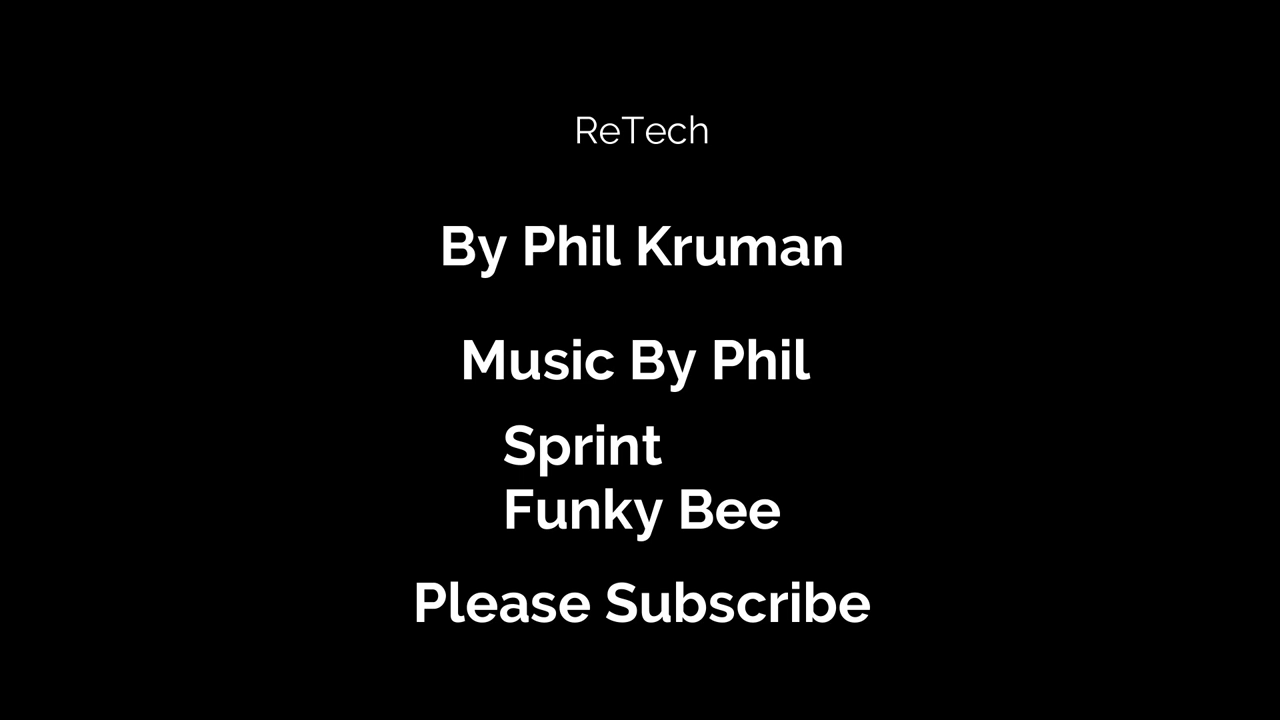 ReTech
By Phil Kruman
Music By Phil
Sprint
Funky Bee
Please Subscribe